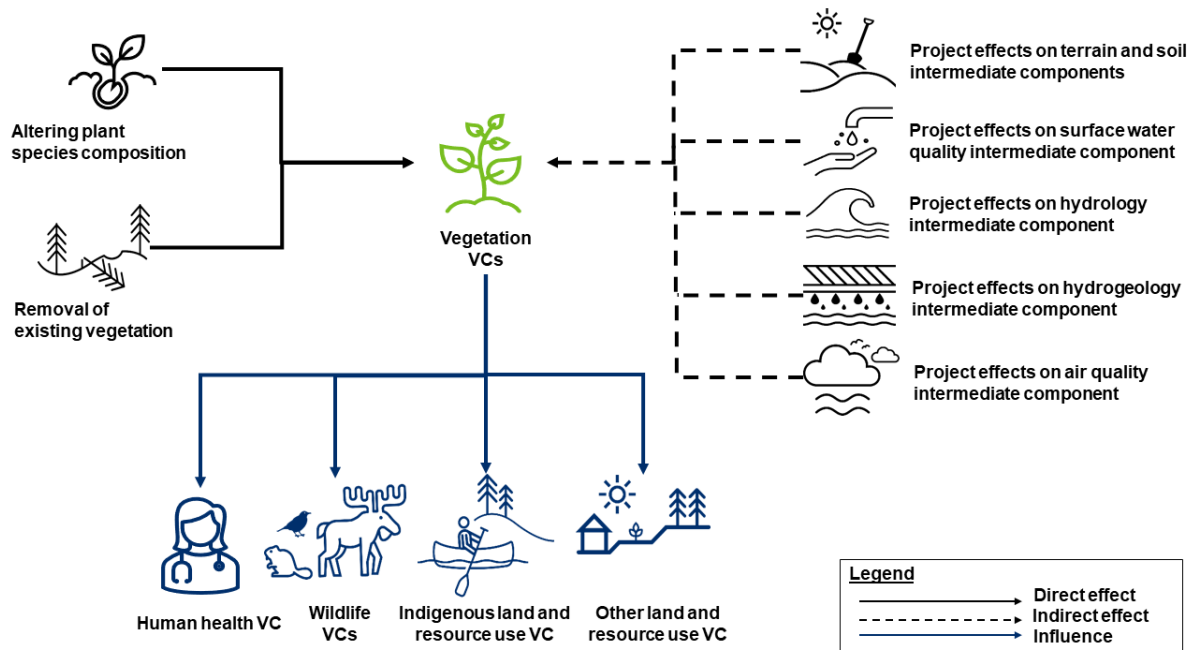 Altering plant
species composition
Removal of
existing vegetation
Vegetation
VCs
Project effects on terrain and soil
intermediate components
Project effects on surface water
quality intermediate component
Project effects on hydrology
intermediate component
Project effects on hydrogeology
intermediate component
Project effects on air quality
intermediate component
Human health VC
Wildlife
VCs
Indigenous land and
resource use VC
Other land and
resource use VC
Legend
Direct effect
Indirect effect
Influence